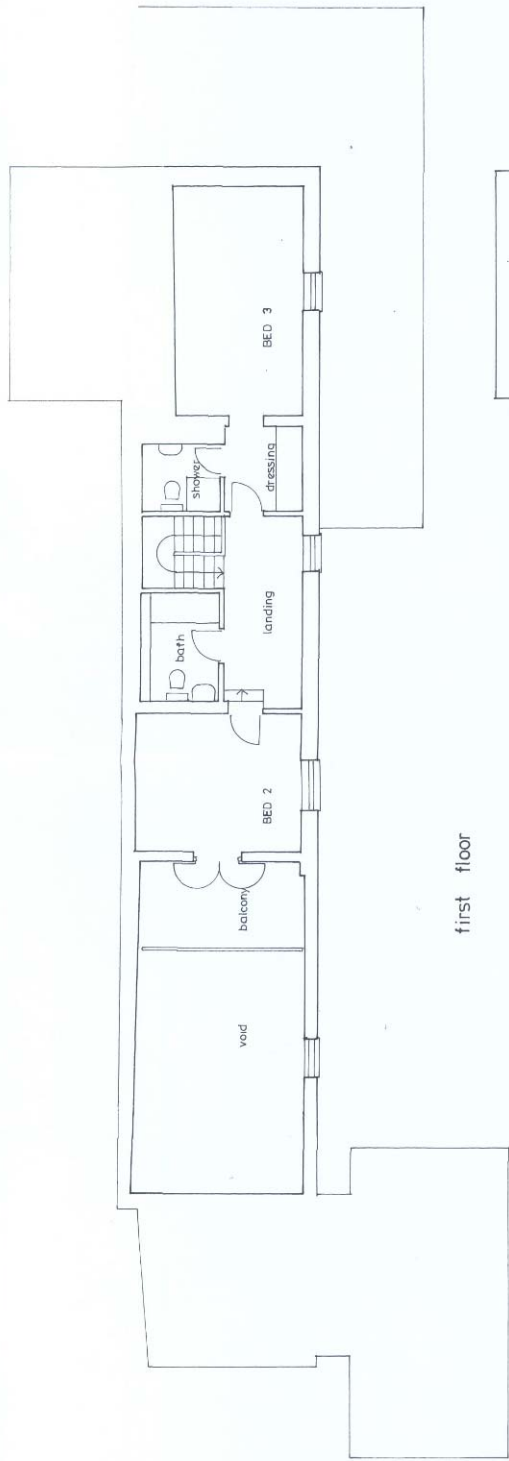 void
balcony
BED 2
bath
landing
shower
dressing
BED 3
first floor